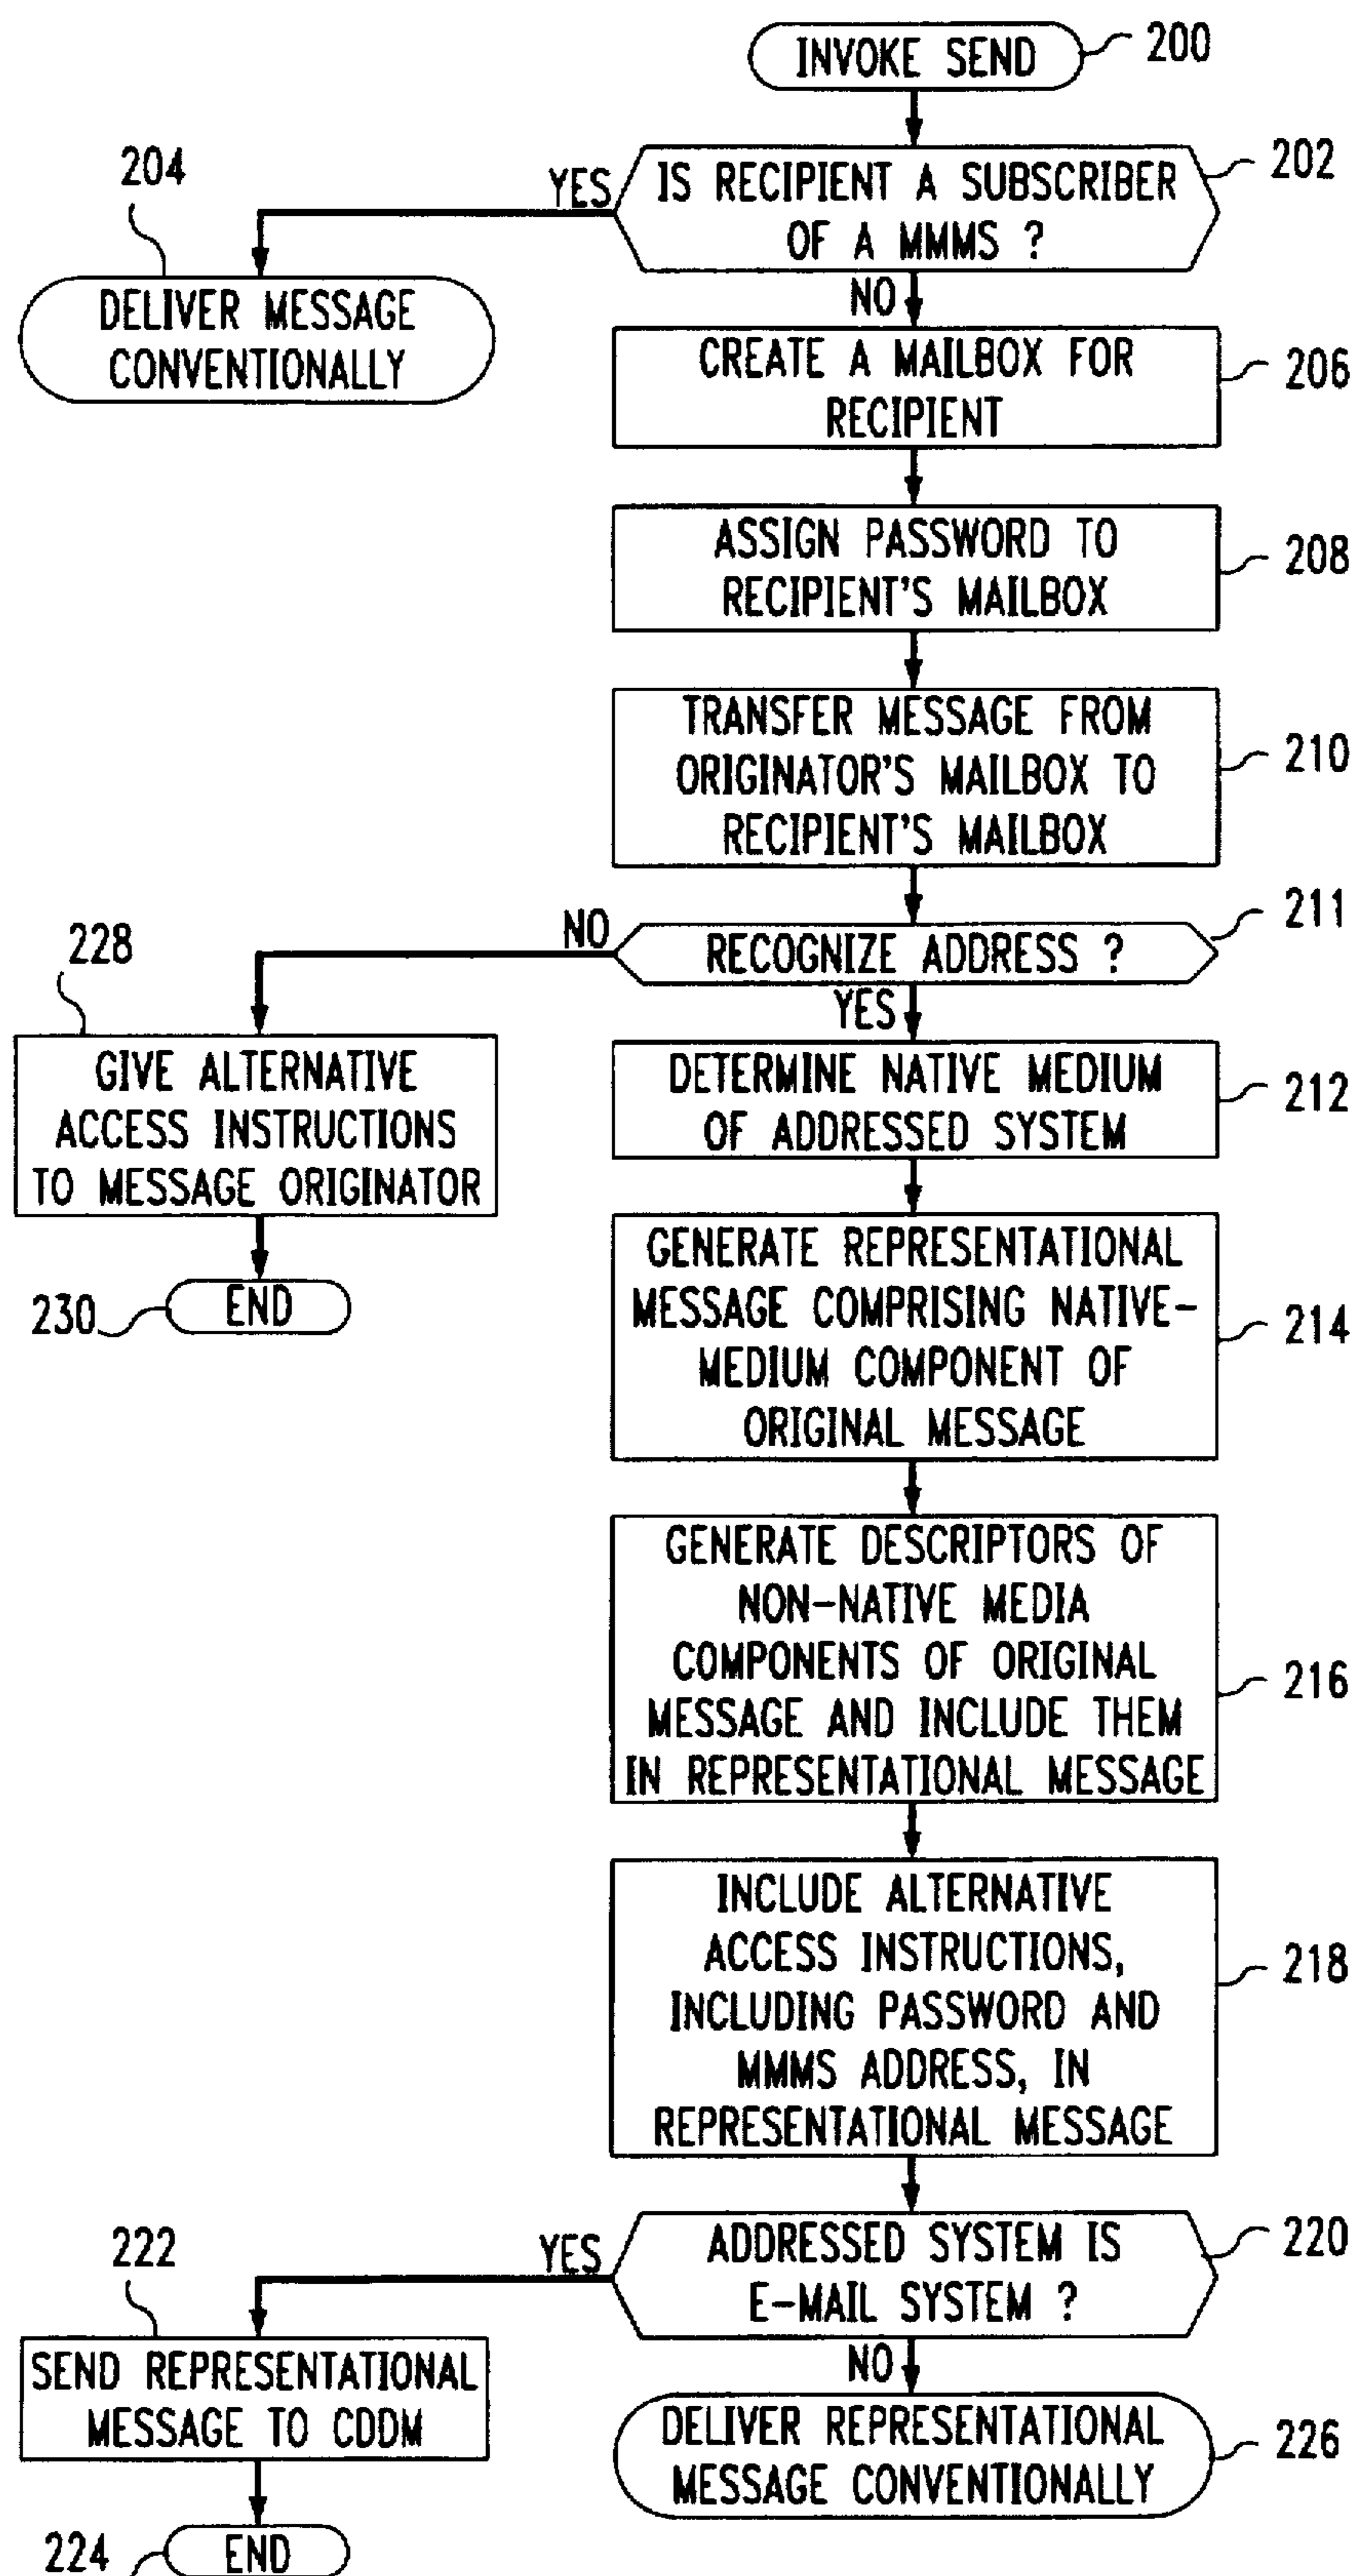 INVOKE SEND
200
IS RECIPIENT A SUBSCRIBER
OF A MMMS ?
202
YES
204
DELIVER MESSAGE
CONVENTIONALLY
NO
CREATE A MAILBOX FOR
RECIPIENT
206
ASSIGN PASSWORD TO
RECIPIENT'S MAILBOX
208
TRANSFER MESSAGE FROM
ORIGINATOR'S MAILBOX TO
RECIPIENT'S MAILBOX
210
RECOGNIZE ADDRESS ?
211
NO
228
GIVE ALTERNATIVE
ACCESS INSTRUCTIONS
TO MESSAGE ORIGINATOR
END
230
YES
DETERMINE NATIVE MEDIUM
OF ADDRESSED SYSTEM
212
GENERATE REPRESENTATIONAL
MESSAGE COMPRISING NATIVE-
MEDIUM COMPONENT OF
ORIGINAL MESSAGE
214
GENERATE DESCRIPTORS OF
NON-NATIVE MEDIA
COMPONENTS OF ORIGINAL
MESSAGE AND INCLUDE THEM
IN REPRESENTATIONAL MESSAGE
216
INCLUDE ALTERNATIVE
ACCESS INSTRUCTIONS,
INCLUDING PASSWORD AND
MMMS ADDRESS, IN
REPRESENTATIONAL MESSAGE
218
ADDRESSED SYSTEM IS
E-MAIL SYSTEM ?
220
YES
222
SEND REPRESENTATIONAL
MESSAGE TO CDDM
END
224
NO
DELIVER REPRESENTATIONAL
MESSAGE CONVENTIONALLY
226